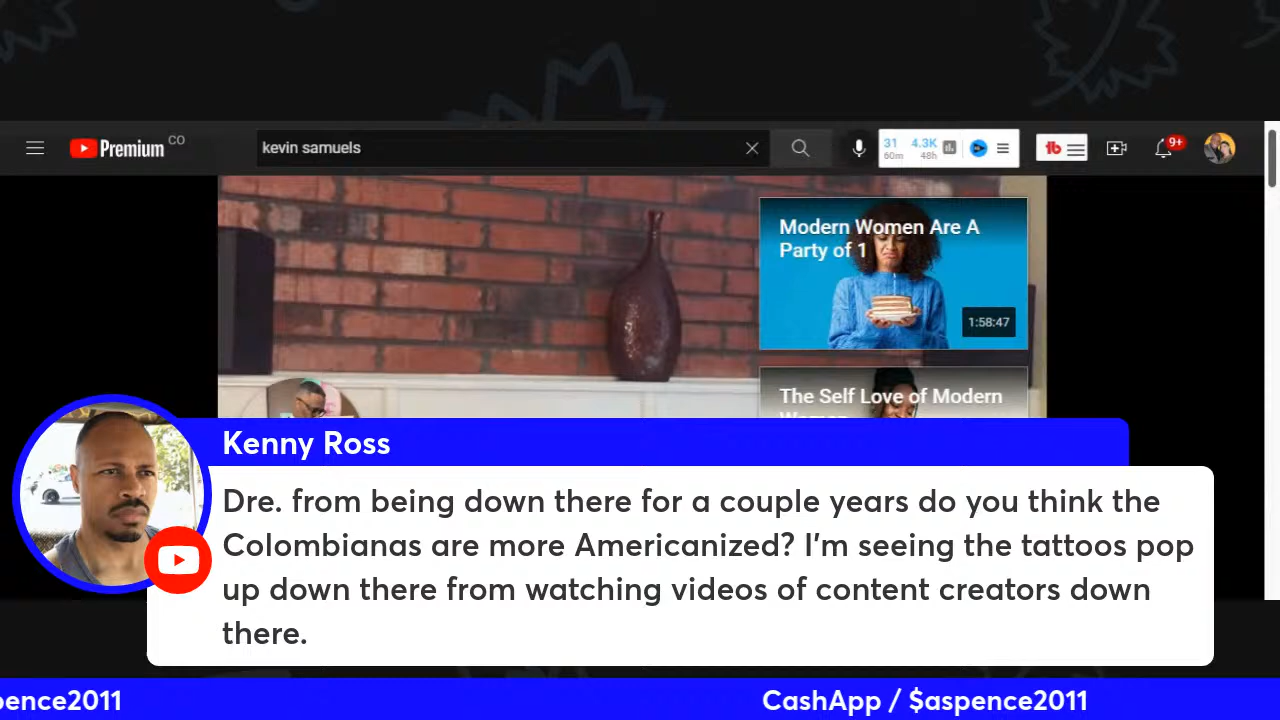 Premium CO
kevin samuels
31 4.3K
60m 48h
9+
Modern Women Are A
Party of 1
1:58:47
The Self Love of Modern
Women
Kenny Ross
Dre. from being down there for a couple years do you think the
Colombianas are more Americanized? I'm seeing the tattoos pop
up down there from watching videos of content creators down
there.
pence2011 CashApp / $aspence2011